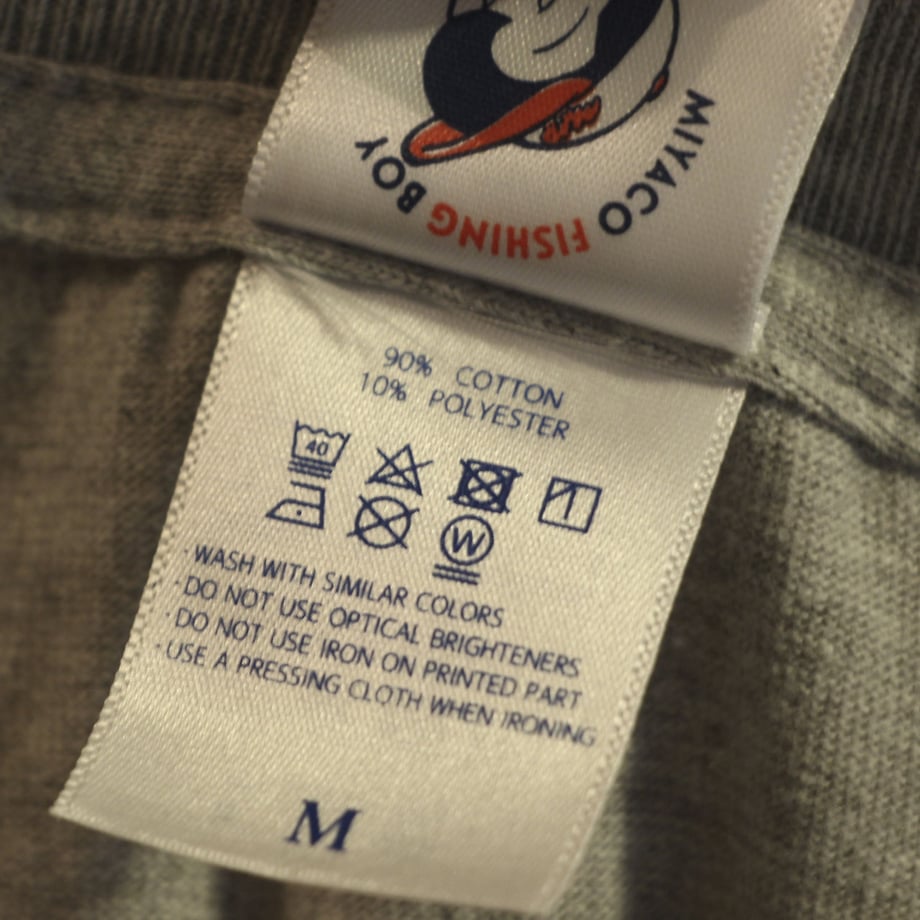 MIYACO FISHING BOY
90% COTTON
10% POLYESTER
40
W
· WASH WITH SIMILAR COLORS
· DO NOT USE OPTICAL BRIGHTENERS
· DO NOT USE IRON ON PRINTED PART
· USE A PRESSING CLOTH WHEN IRONING
M